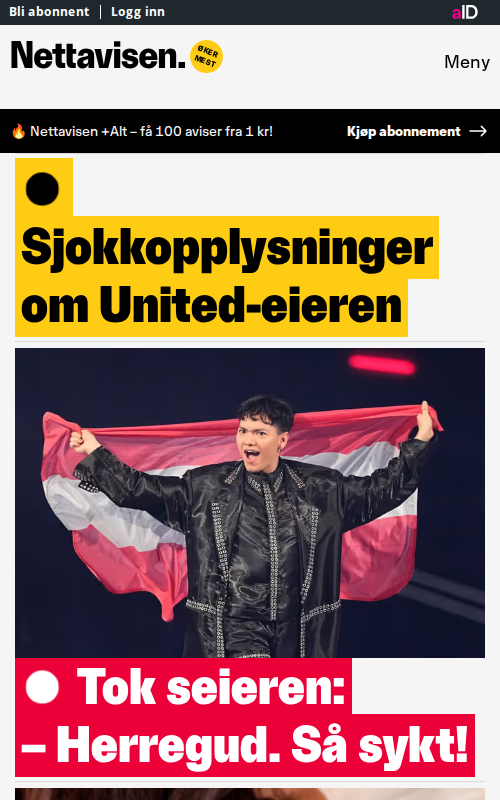 Bli abonnent | Logg inn
aID
Nettavisen.
ØKER
MEST
Meny
🔥 Nettavisen +Alt – få 100 aviser fra 1 kr!
Kjøp abonnement →
Sjokkopplysninger
om United-eieren
Tok seieren:
– Herregud. Så sykt!